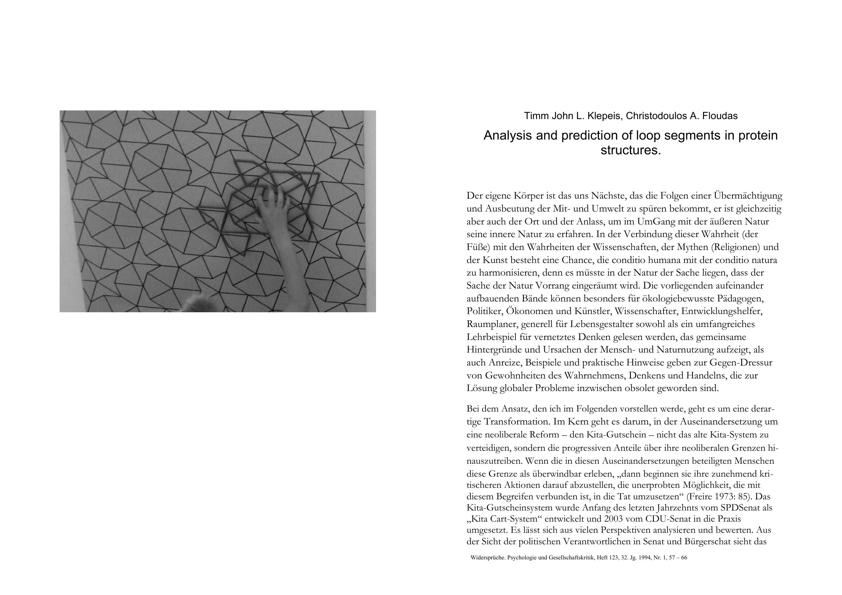 Timm John L. Klepeis, Christodoulos A. Floudas
Analysis and prediction of loop segments in protein
structures.
Der eigene Körper ist das uns Nächste, das die Folgen einer Übermächtigung
und Ausbeutung der Mit- und Umwelt zu spüren bekommt, er ist gleichzeitig
aber auch der Ort und der Anlass, um im UmGang mit der äußeren Natur
seine innere Natur zu erfahren. In der Verbindung dieser Wahrheit (der
Füße) mit den Wahrheiten der Wissenschaften, der Mythen (Religionen) und
der Kunst besteht eine Chance, die conditio humana mit der conditio natura
zu harmonisieren, denn es müsste in der Natur der Sache liegen, dass der
Sache der Natur Vorrang eingeräumt wird. Die vorliegenden aufeinander
aufbauenden Bände können besonders für ökologiebewusste Pädagogen,
Politiker, Ökonomen und Künstler, Wissenschafter, Entwicklungshelfer,
Raumplaner, generell für Lebensgestalter sowohl als ein umfangreiches
Lehrbeispiel für vernetztes Denken gelesen werden, das gemeinsame
Hintergründe und Ursachen der Mensch- und Naturnutzung aufzeigt, als
auch Anreize, Beispiele und praktische Hinweise geben zur Gegen-Dressur
von Gewohnheiten des Wahrnehmens, Denkens und Handelns, die zur
Lösung globaler Probleme inzwischen obsolet geworden sind.
Bei dem Ansatz, den ich im Folgenden vorstellen werde, geht es um eine derar-
tige Transformation. Im Kern geht es darum, in der Auseinandersetzung um
eine neoliberale Reform – den Kita-Gutschein – nicht das alte Kita-System zu
verteidigen, sondern die progressiven Anteile über ihre neoliberalen Grenzen hi-
nauszutreiben. Wenn die in diesen Auseinandersetzungen beteiligten Menschen
diese Grenze als überwindbar erleben, „dann beginnen sie ihre zunehmend kri-
tischeren Aktionen darauf abzustellen, die unerprobten Möglichkeit, die mit
diesem Begreifen verbunden ist, in die Tat umzusetzen“ (Freire 1973: 85). Das
Kita-Gutscheinsystem wurde Anfang des letzten Jahrzehnts vom SPDSenat als
„Kita Cart-System“ entwickelt und 2003 vom CDU-Senat in die Praxis
umgesetzt. Es lässt sich aus vielen Perspektiven analysieren und bewerten. Aus
der Sicht der politischen Verantwortlichen in Senat und Bürgerschat sieht das
Widersprüche. Psychologie und Gesellschaftskritik, Heft 123, 32. Jg. 1994, Nr. 1, 57 – 66